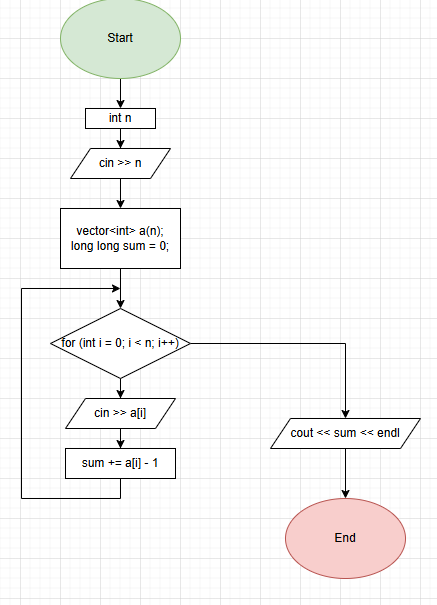 Start
int n
cin >> n
vector<int> a(n);
long long sum = 0;
for (int i = 0; i < n; i++)
cin >> a[i]
sum += a[i] - 1
cout << sum << endl
End